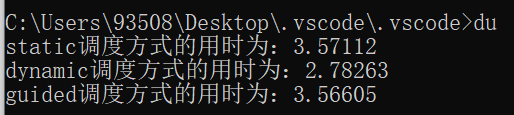 C:\Users\93508\Desktop\.vscode\.vscode>du
static调度方式的用时为：3.57112
dynamic调度方式的用时为：2.78263
guided调度方式的用时为：3.56605